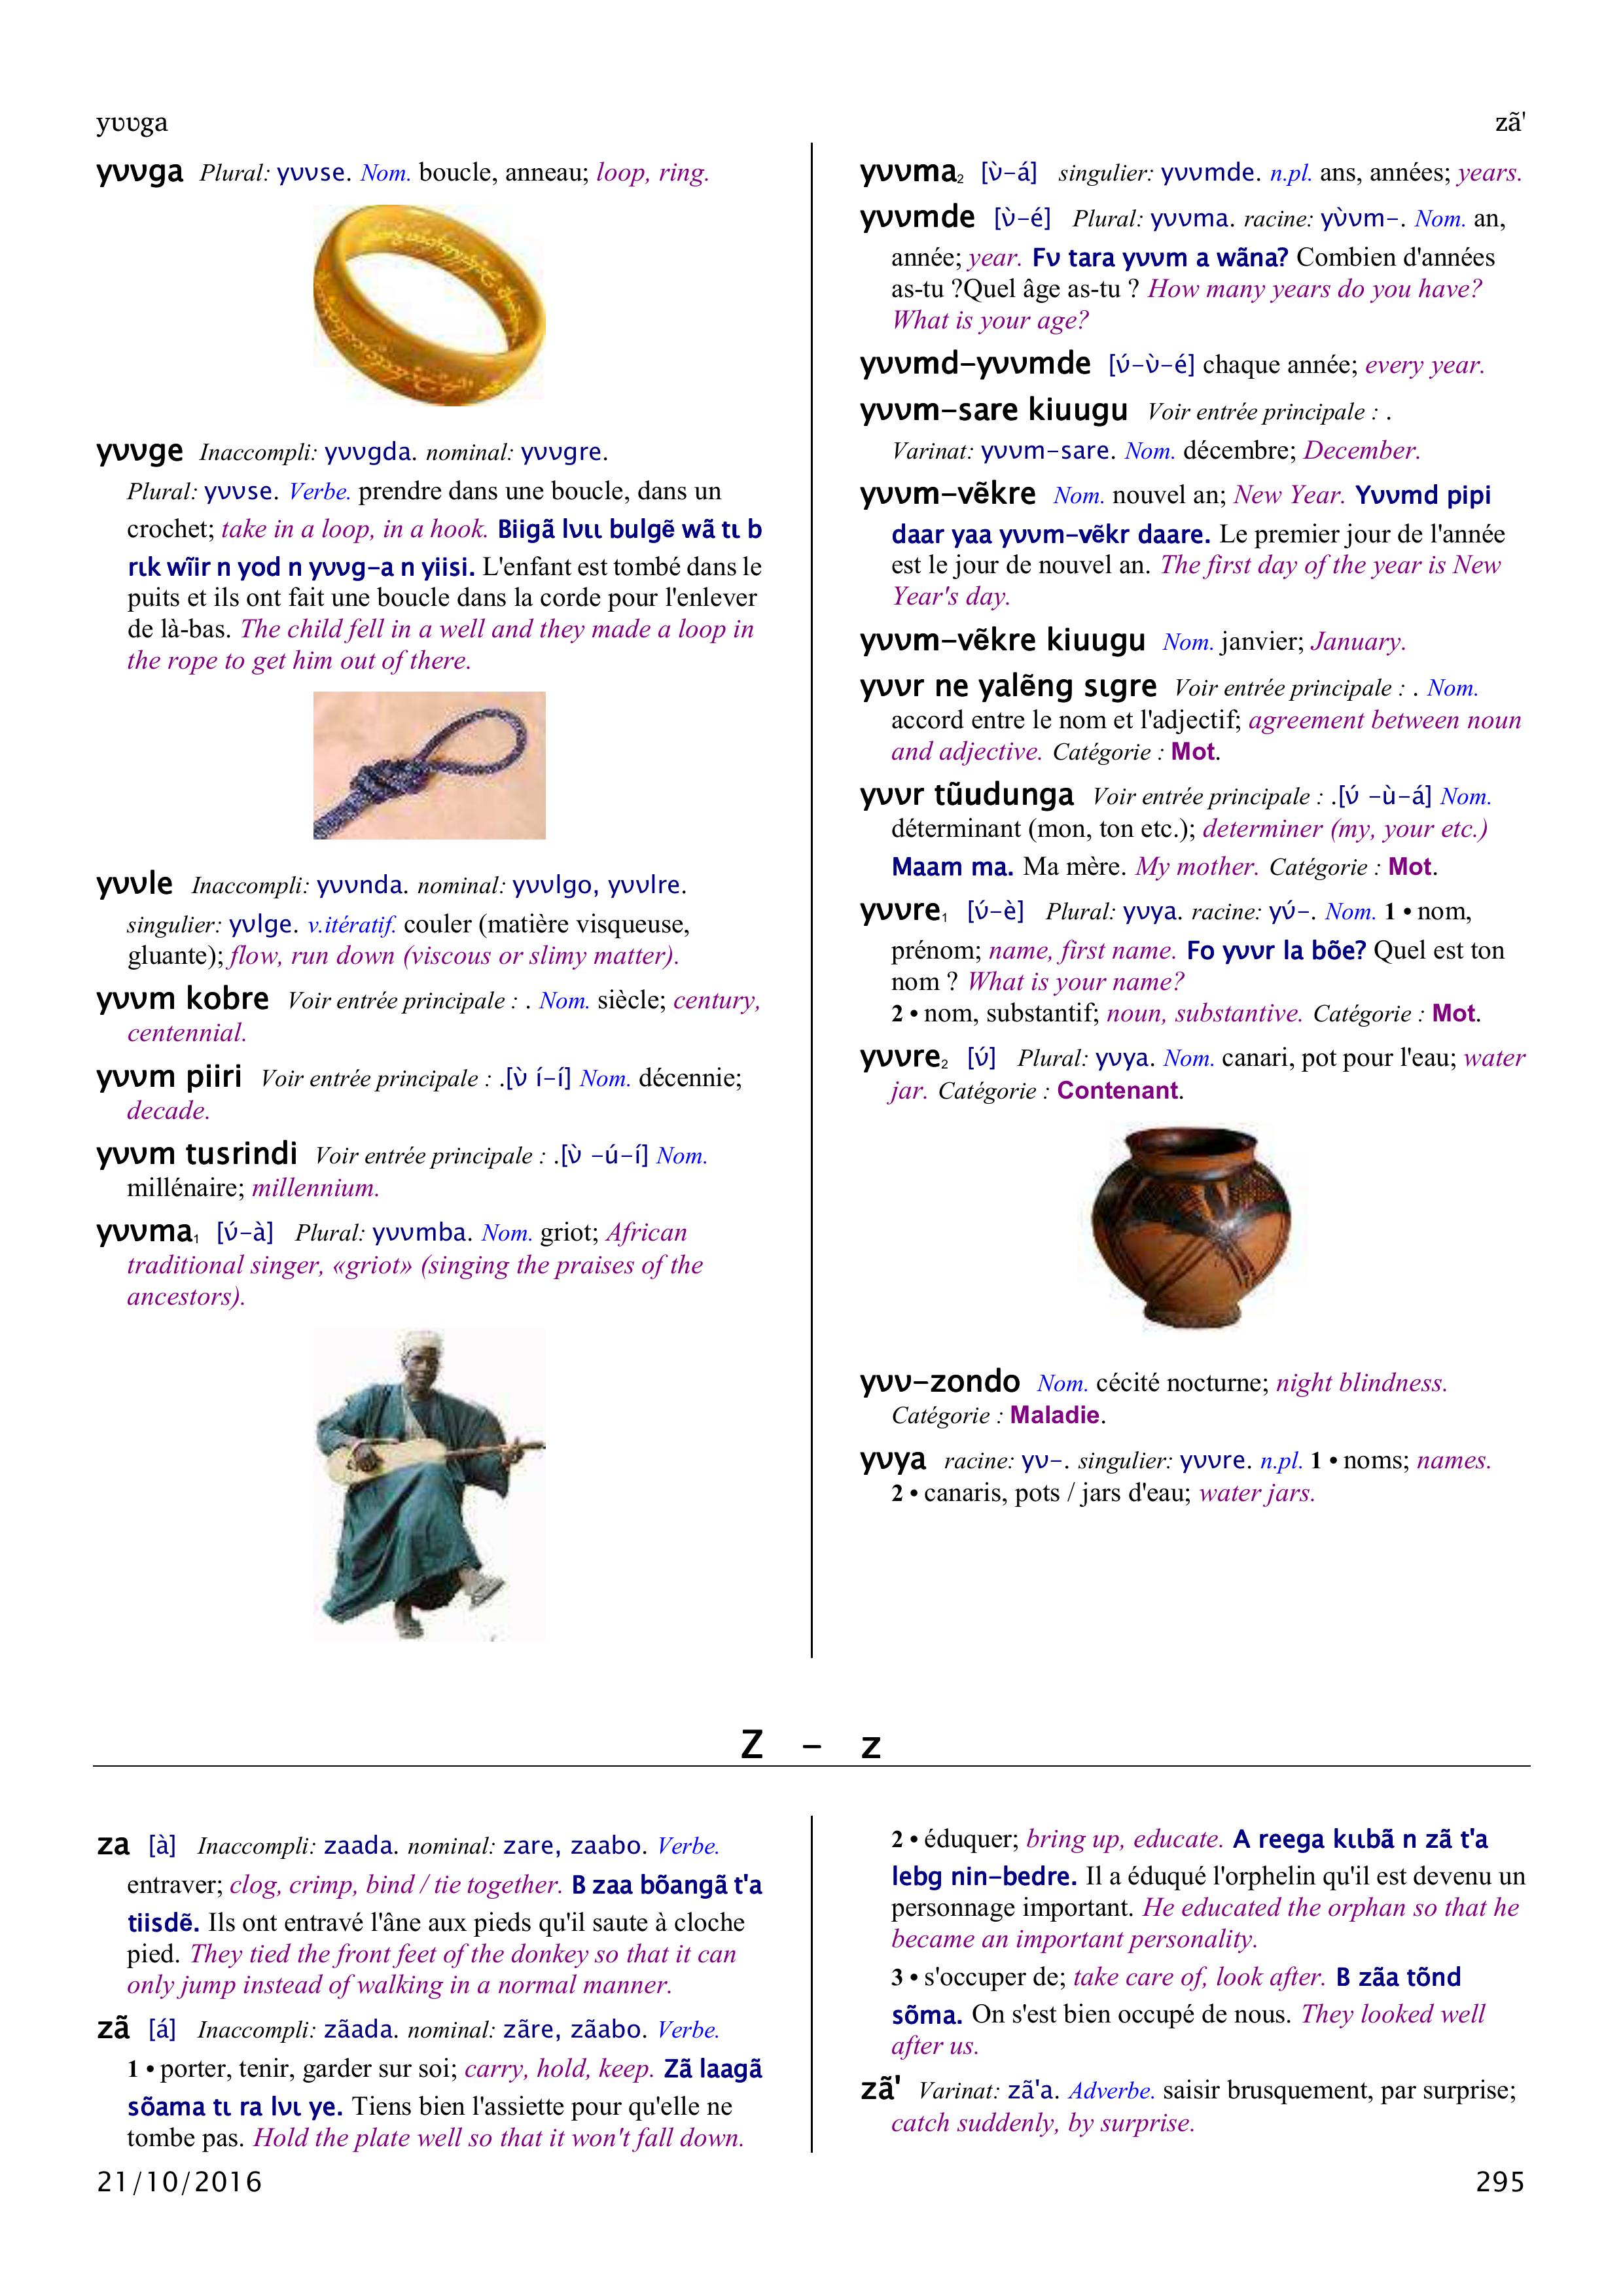 yʋʋga
zã'
yʋʋga Plural: yʋʋse. Nom. boucle, anneau; loop, ring.
yʋʋge Inaccompli: yʋʋgda. nominal: yʋʋgre.
Plural: yʋʋse. Verbe. prendre dans une boucle, dans un
crochet; take in a loop, in a hook. Biigã lʋɩɩ bulgẽ wã tɩ b
rɩk wĩir n yod n yʋʋg-a n yiisi. L'enfant est tombé dans le
puits et ils ont fait une boucle dans la corde pour l'enlever
de là-bas. The child fell in a well and they made a loop in
the rope to get him out of there.
yʋʋle Inaccompli: yʋʋnda. nominal: yʋʋlgo, yʋʋlre.
singulier: yʋlge. v.itératif. couler (matière visqueuse,
gluante); flow, run down (viscous or slimy matter).
yʋʋm kobre Voir entrée principale : . Nom. siècle; century,
centennial.
yʋʋm piiri Voir entrée principale : .[ʋ̀ í-í] Nom. décennie;
decade.
yʋʋm tusrindi Voir entrée principale : .[ʋ̀ -ú-í] Nom.
millénaire; millennium.
yʋʋma₁ [ʋ́-à] Plural: yʋʋmba. Nom. griot; African
traditional singer, «griot» (singing the praises of the
ancestors).
yʋʋma₂ [ʋ̀-á] singulier: yʋʋmde. n.pl. ans, années; years.
yʋʋmde [ʋ̀-é] Plural: yʋʋma. racine: yʋ̀ʋm-. Nom. an,
année; year. Fʋ tara yʋʋm a wãna? Combien d'années
as-tu ?Quel âge as-tu ? How many years do you have?
What is your age?
yʋʋmd-yʋʋmde [ʋ́-ʋ̀-é] chaque année; every year.
yʋʋm-sare kiuugu Voir entrée principale : .
Varinat: yʋʋm-sare. Nom. décembre; December.
yʋʋm-vẽkre Nom. nouvel an; New Year. Yʋʋmd pipi
daar yaa yʋʋm-vẽkr daare. Le premier jour de l'année
est le jour de nouvel an. The first day of the year is New
Year's day.
yʋʋm-vẽkre kiuugu Nom. janvier; January.
yʋʋr ne yalẽng sɩgre Voir entrée principale : . Nom.
accord entre le nom et l'adjectif; agreement between noun
and adjective. Catégorie : Mot.
yʋʋr tũudunga Voir entrée principale : .[ʋ́ -ù-á] Nom.
déterminant (mon, ton etc.); determiner (my, your etc.)
Maam ma. Ma mère. My mother. Catégorie : Mot.
yʋʋre₁ [ʋ́-è] Plural: yʋya. racine: yʋ́-. Nom. 1 • nom,
prénom; name, first name. Fo yʋʋr la bõe? Quel est ton
nom ? What is your name?
2 • nom, substantif; noun, substantive. Catégorie : Mot.
yʋʋre₂ [ʋ́] Plural: yʋya. Nom. canari, pot pour l'eau; water
jar. Catégorie : Contenant.
yʋʋ-zondo Nom. cécité nocturne; night blindness.
Catégorie : Maladie.
yʋya racine: yʋ-. singulier: yʋʋre. n.pl. 1 • noms; names.
2 • canaris, pots / jars d'eau; water jars.
Z - z
za [à] Inaccompli: zaada. nominal: zare, zaabo. Verbe.
entraver; clog, crimp, bind / tie together. B zaa bõangã t'a
tiisdẽ. Ils ont entravé l'âne aux pieds qu'il saute à cloche
pied. They tied the front feet of the donkey so that it can
only jump instead of walking in a normal manner.
zã [á] Inaccompli: zãada. nominal: zãre, zãabo. Verbe.
1 • porter, tenir, garder sur soi; carry, hold, keep. Zã laagã
sõama tɩ ra lʋɩ ye. Tiens bien l'assiette pour qu'elle ne
tombe pas. Hold the plate well so that it won't fall down.
2 • éduquer; bring up, educate. A reega kɩɩbã n zã t'a
lebg nin-bedre. Il a éduqué l'orphelin qu'il est devenu un
personnage important. He educated the orphan so that he
became an important personality.
3 • s'occuper de; take care of, look after. B zãa tõnd
sõma. On s'est bien occupé de nous. They looked well
after us.
zã' Varinat: zã'a. Adverbe. saisir brusquement, par surprise;
catch suddenly, by surprise.
21/10/2016
295